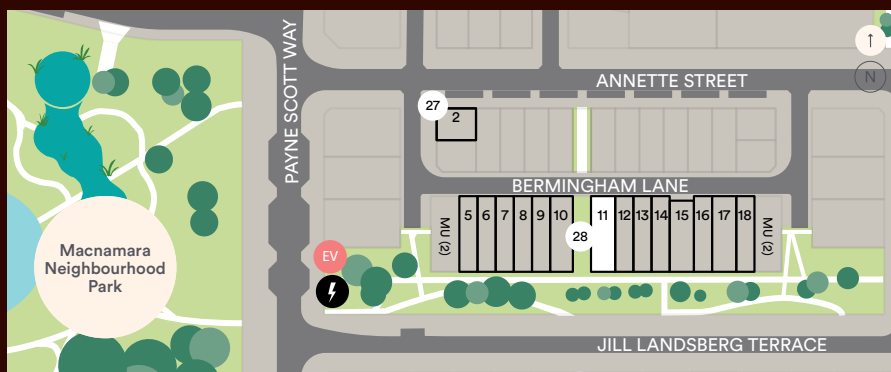 PAYNE SCOTT WAY
↑
N
ANNETTE STREET
27
2
BERMINGHAM LANE
MU (2)
5 6 7 8 9 10
28
11 12 13 14 15 16 17 18
MU (2)
Macnamara
Neighbourhood
Park
EV
JILL LANDSBERG TERRACE